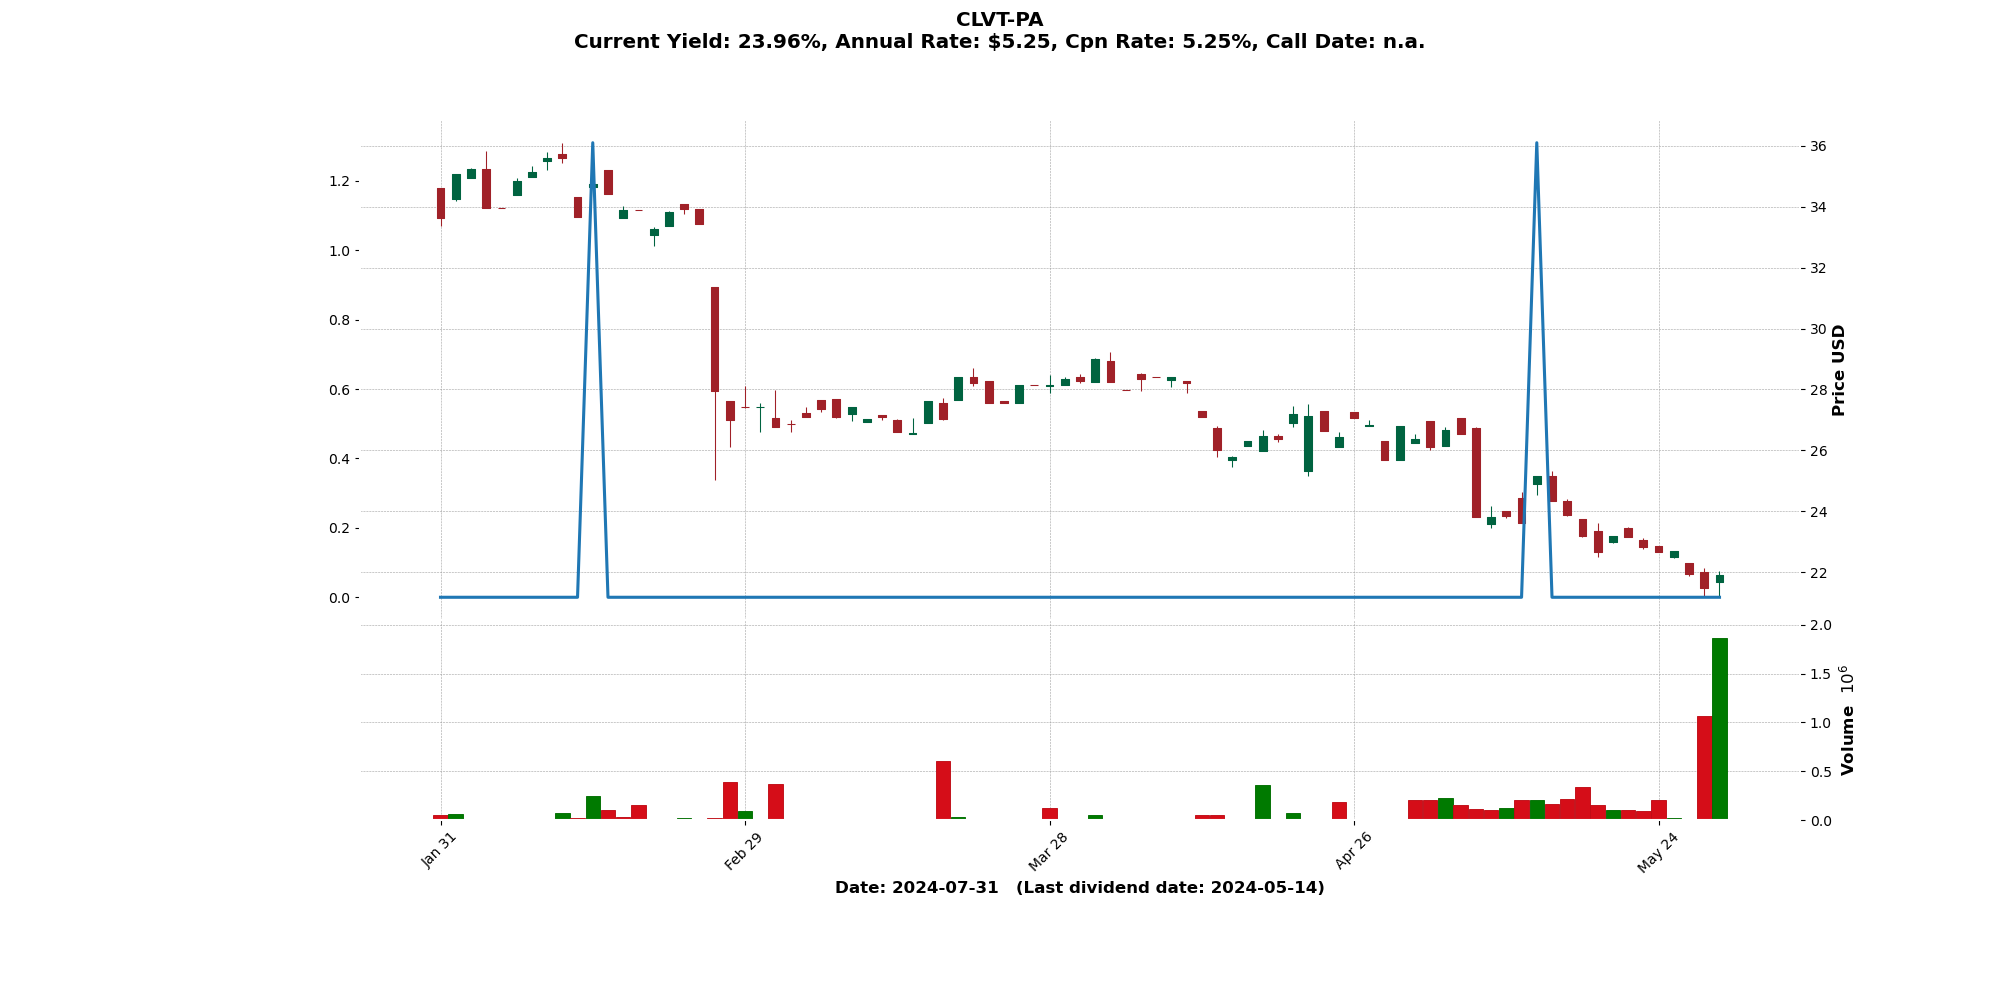 CLVT-PA
Current Yield: 23.96%, Annual Rate: $5.25, Cpn Rate: 5.25%, Call Date: n.a.
1.2
1.0
0.8
0.6
0.4
0.2
0.0
36
34
32
30
28
26
24
22
Price USD
2.0
1.5
1.0
0.5
0.0
Volume 10^6
Jan 31
Feb 29
Mar 28
Apr 26
May 24
Date: 2024-07-31 (Last dividend date: 2024-05-14)